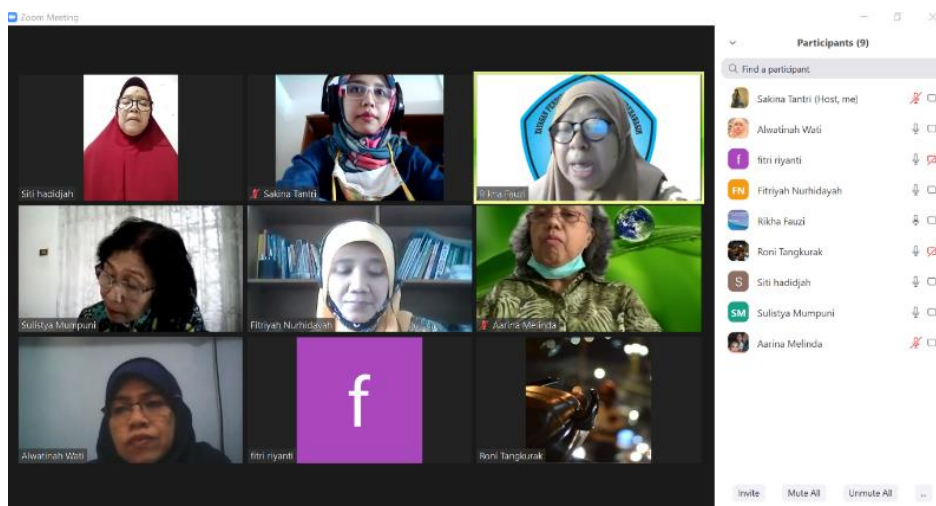 Zoom Meeting
Siti hadidjah
Sakina Tantri
Rikha Fauzi
Sulistya Mumpuni
Fitriyah Nurhidayah
Aarina Melinda
Alwatinah Wati
f
fitri riyanti
Roni Tangkurak
Participants (9)
Find a participant
Sakina Tantri (Host, me)
Alwatinah Wati
f fitri riyanti
FN Fitriyah Nurhidayah
Rikha Fauzi
Roni Tangkurak
S Siti hadidjah
SM Sulistya Mumpuni
Aarina Melinda
Invite Mute All Unmute All ...